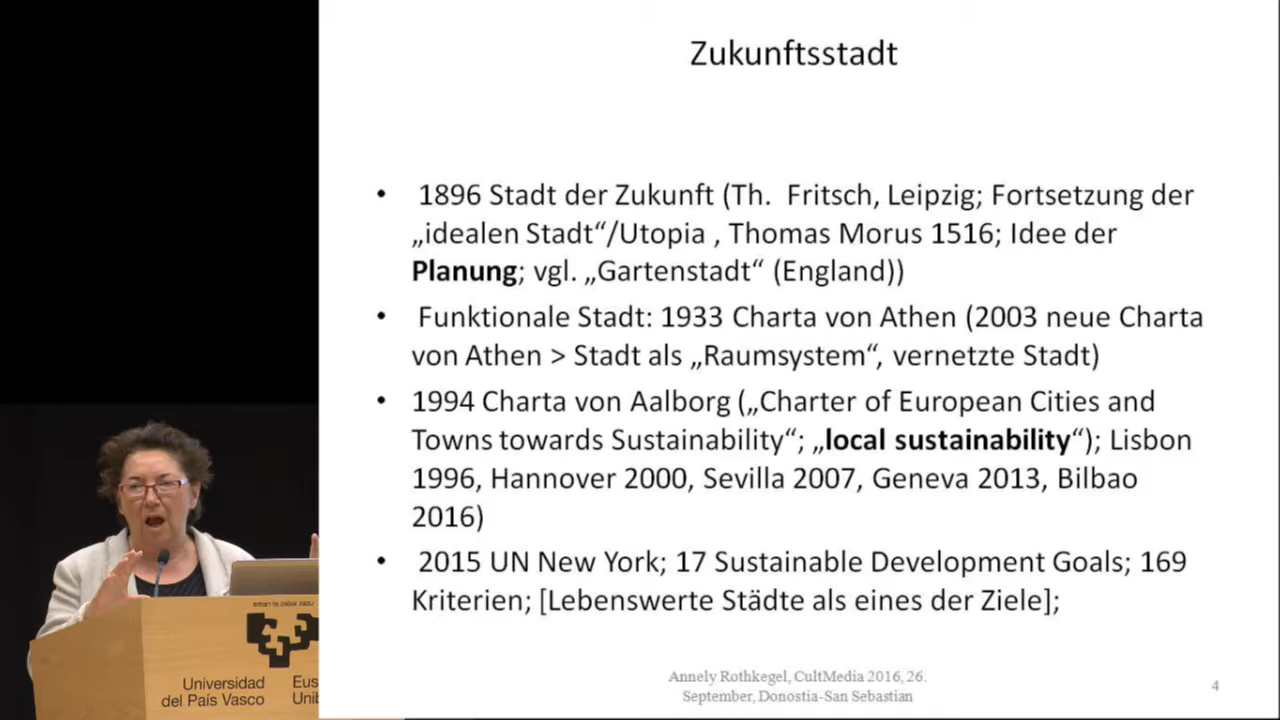 Zukunftsstadt
• 1896 Stadt der Zukunft (Th. Fritsch, Leipzig; Fortsetzung der
„idealen Stadt“/Utopia , Thomas Morus 1516; Idee der
Planung; vgl. „Gartenstadt“ (England))
• Funktionale Stadt: 1933 Charta von Athen (2003 neue Charta
von Athen > Stadt als „Raumsystem“, vernetzte Stadt)
• 1994 Charta von Aalborg („Charter of European Cities and
Towns towards Sustainability“; „local sustainability“); Lisbon
1996, Hannover 2000, Sevilla 2007, Geneva 2013, Bilbao
2016)
• 2015 UN New York; 17 Sustainable Development Goals; 169
Kriterien; [Lebenswerte Städte als eines der Ziele];
Annely Rothkegel, CultMedia 2016, 26.
September, Donostia-San Sebastian
4
eman ta zabal zazu
Universidad
del País Vasco
Eus
Unib